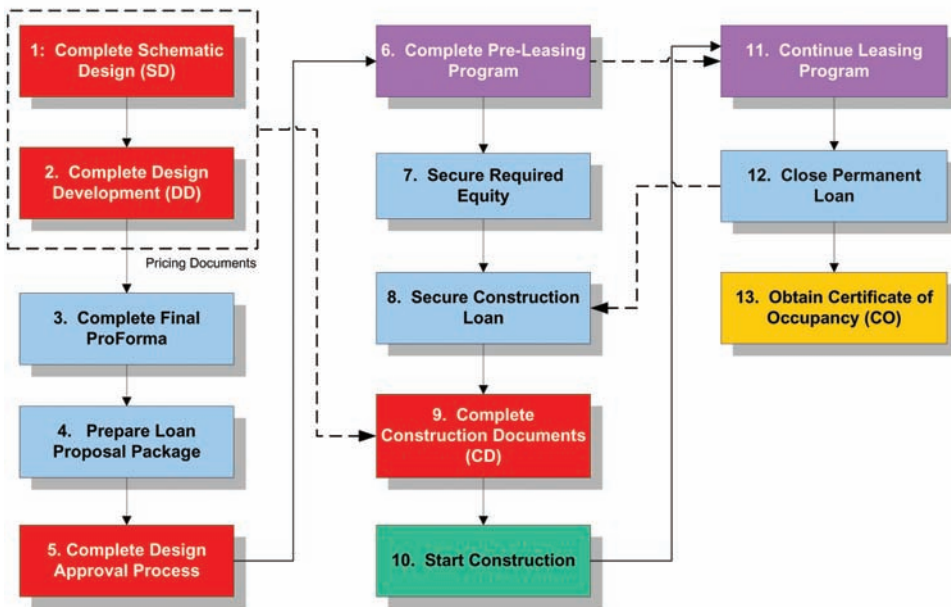 1:  Complete Schematic
Design (SD)
2.  Complete Design
Development (DD)
Pricing Documents
3.  Complete Final
ProForma
4.  Prepare Loan
Proposal Package
5. Complete Design
Approval Process
6.  Complete Pre-Leasing
Program
7.  Secure Required
Equity
8.  Secure Construction
Loan
9.  Complete
Construction Documents
(CD)
10.  Start Construction
11.  Continue Leasing
Program
12.  Close Permanent
Loan
13.  Obtain Certificate of
Occupancy (CO)